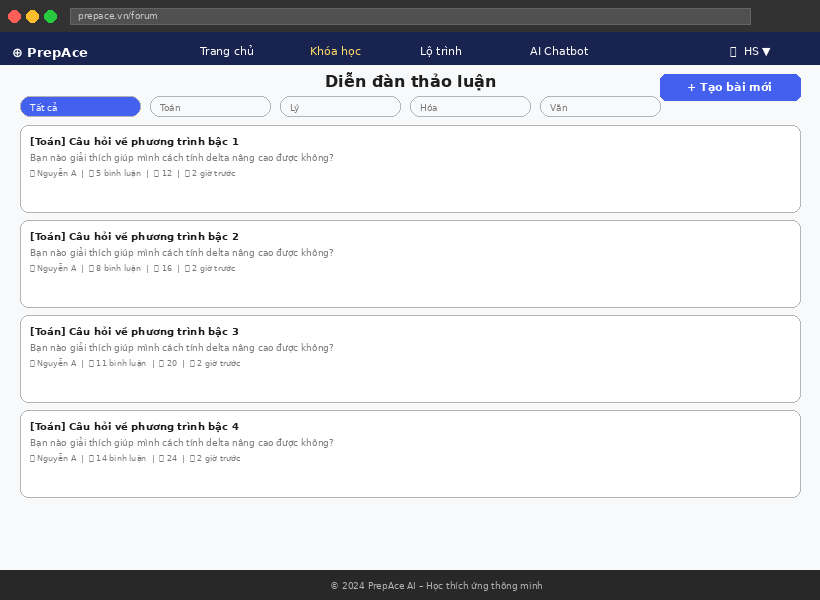 prepace.vn/forum
⊕ PrepAce Trang chủ Khóa học Lộ trình AI Chatbot HS ▼
Diễn đàn thảo luận
+ Tạo bài mới
Tất cả Toán Lý Hóa Văn
[Toán] Câu hỏi về phương trình bậc 1
Bạn nào giải thích giúp mình cách tính delta nâng cao được không?
Nguyễn A | 5 bình luận | 12 | 2 giờ trước
[Toán] Câu hỏi về phương trình bậc 2
Bạn nào giải thích giúp mình cách tính delta nâng cao được không?
Nguyễn A | 8 bình luận | 16 | 2 giờ trước
[Toán] Câu hỏi về phương trình bậc 3
Bạn nào giải thích giúp mình cách tính delta nâng cao được không?
Nguyễn A | 11 bình luận | 20 | 2 giờ trước
[Toán] Câu hỏi về phương trình bậc 4
Bạn nào giải thích giúp mình cách tính delta nâng cao được không?
Nguyễn A | 14 bình luận | 24 | 2 giờ trước
© 2024 PrepAce AI – Học thích ứng thông minh